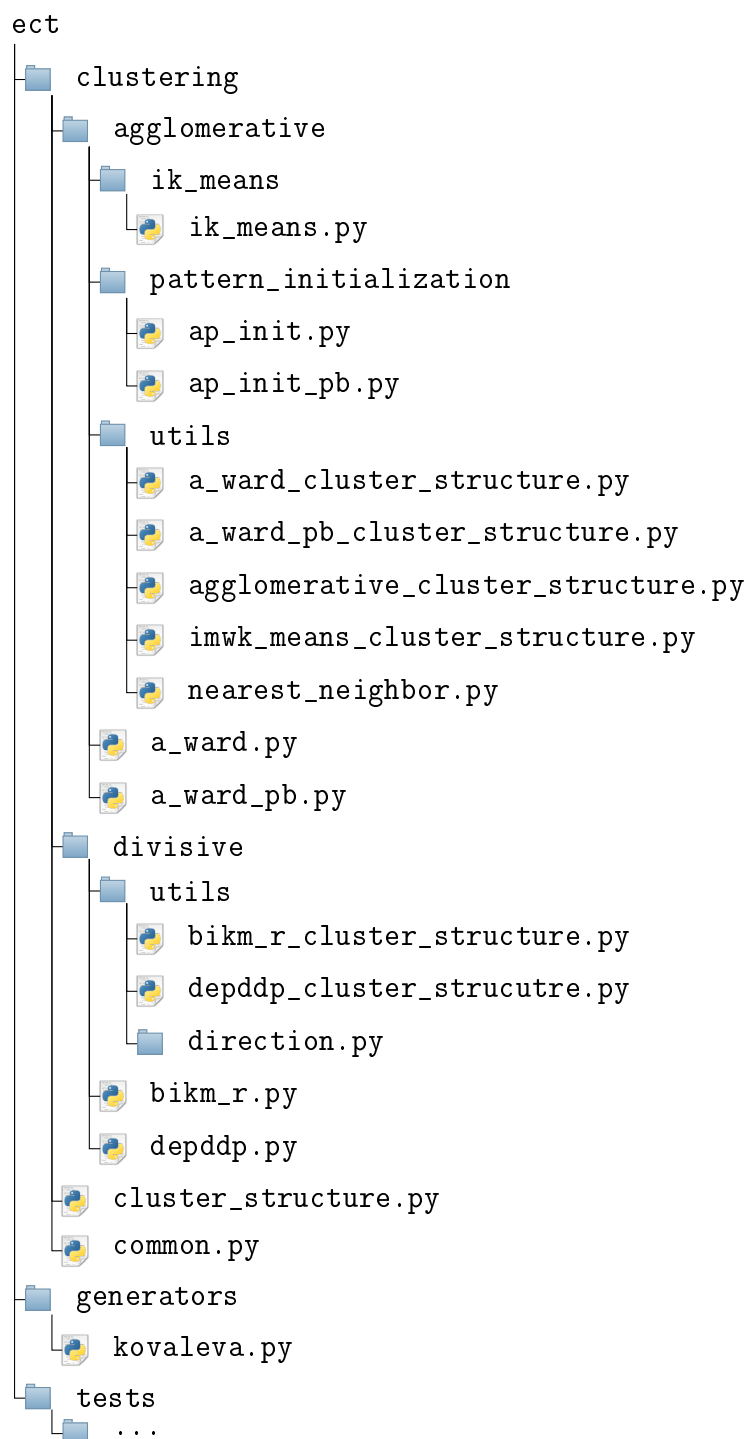 ect
clustering
agglomerative
ik_means
ik_means.py
pattern_initialization
ap_init.py
ap_init_pb.py
utils
a_ward_cluster_structure.py
a_ward_pb_cluster_structure.py
agglomerative_cluster_structure.py
imwk_means_cluster_structure.py
nearest_neighbor.py
a_ward.py
a_ward_pb.py
divisive
utils
bikm_r_cluster_structure.py
depddp_cluster_strucutre.py
direction.py
bikm_r.py
depddp.py
cluster_structure.py
common.py
generators
kovaleva.py
tests
...